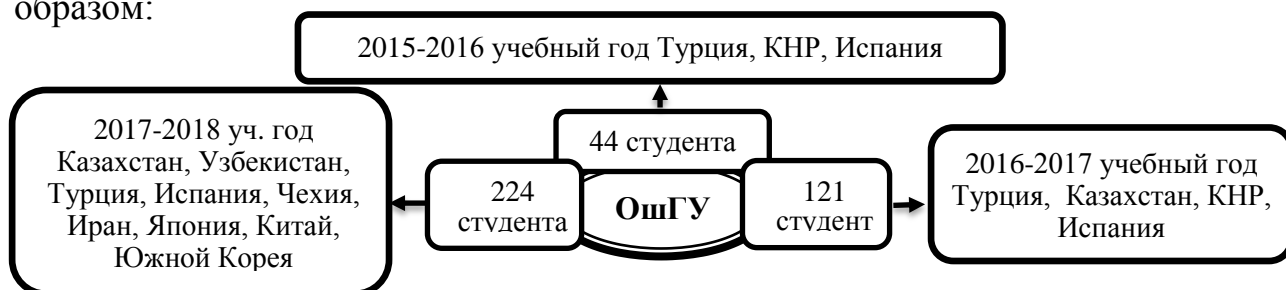 образом:
2015-2016 учебный год Турция, КНР, Испания
44 студента
2017-2018 уч. год
Казахстан, Узбекистан,
Турция, Испания, Чехия,
Иран, Япония, Китай,
Южной Корея
224
студента
ОшГУ
121
студент
2016-2017 учебный год
Турция, Казахстан, КНР,
Испания